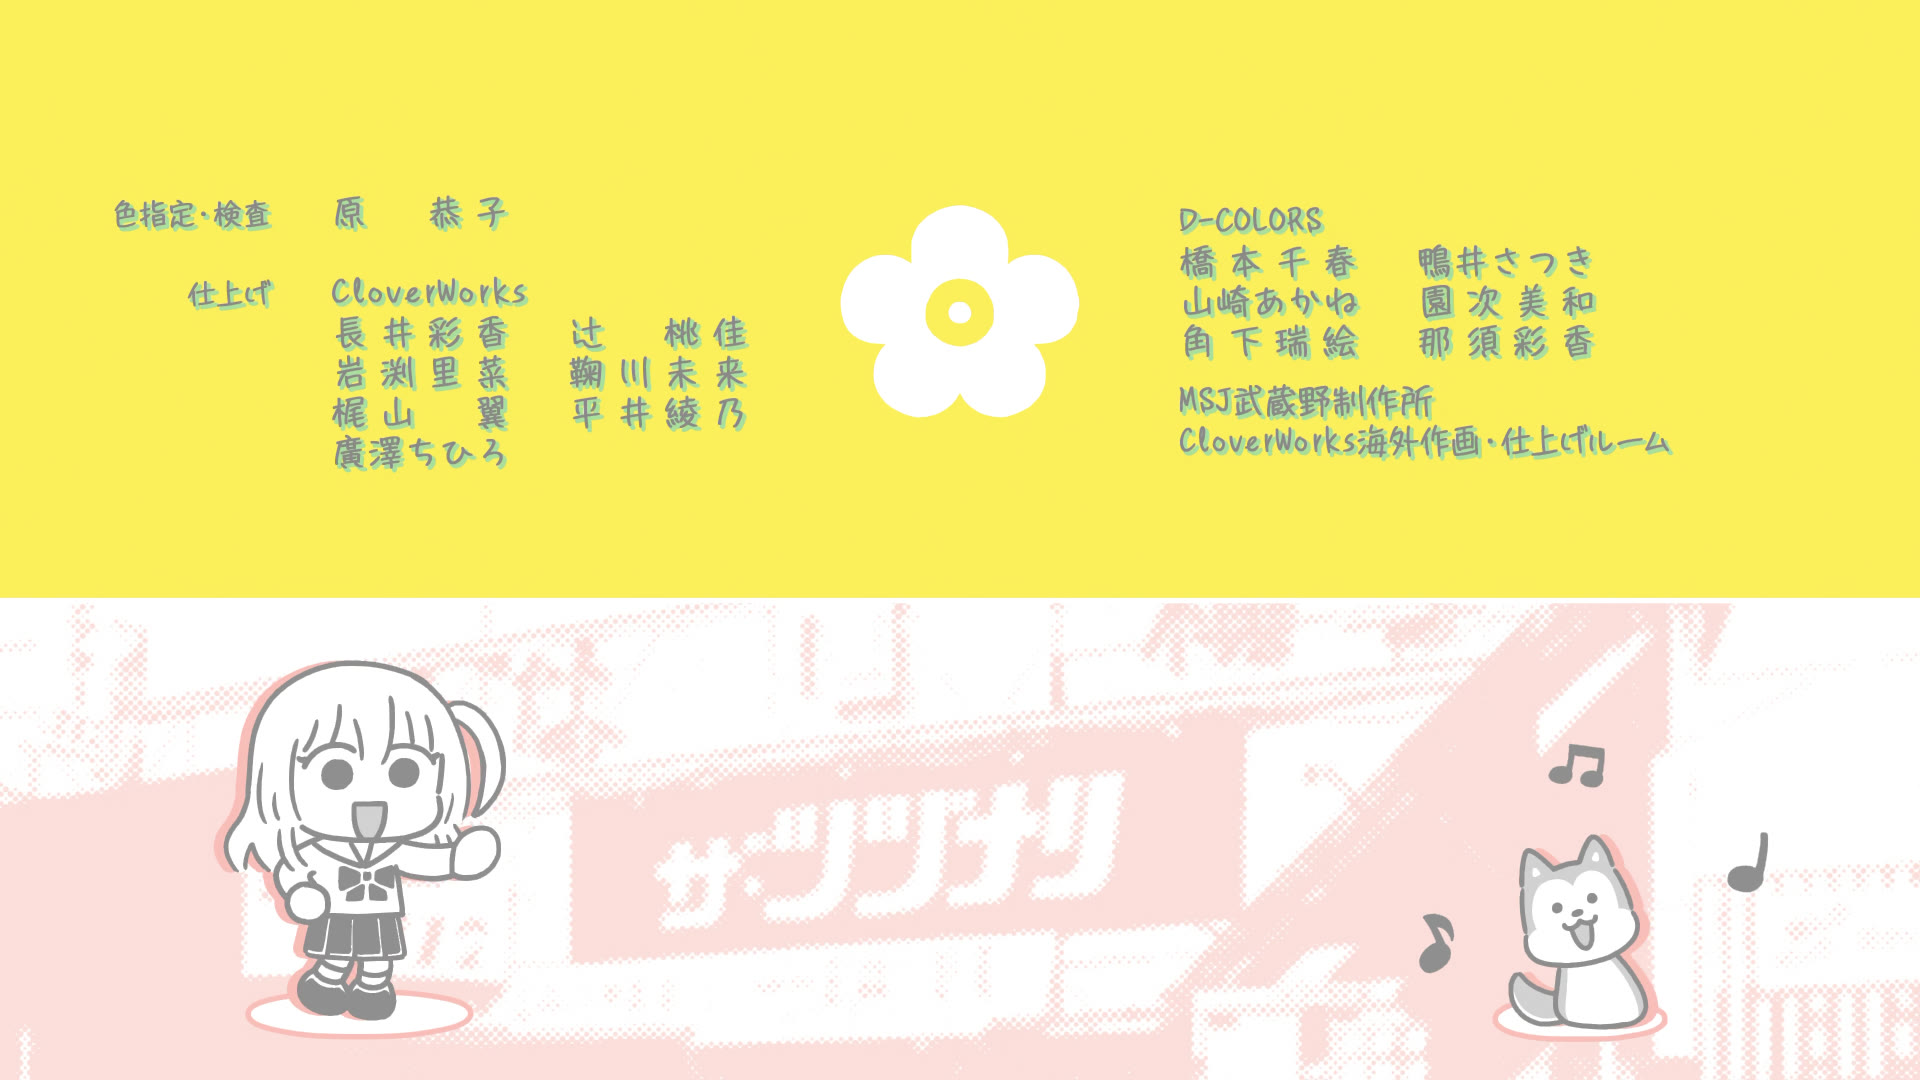 色指定・検査 原 恭子
仕上げ CloverWorks
長井彩香 辻 桃佳
岩渕里菜 鞠川未来
梶山 翼 平井綾乃
廣澤ちひろ
D-COLORS
橋本千春 鴨井さつき
山崎あかね 園次美和
角下瑞絵 那須彩香
MSJ武蔵野制作所
CloverWorks海外作画・仕上げルーム